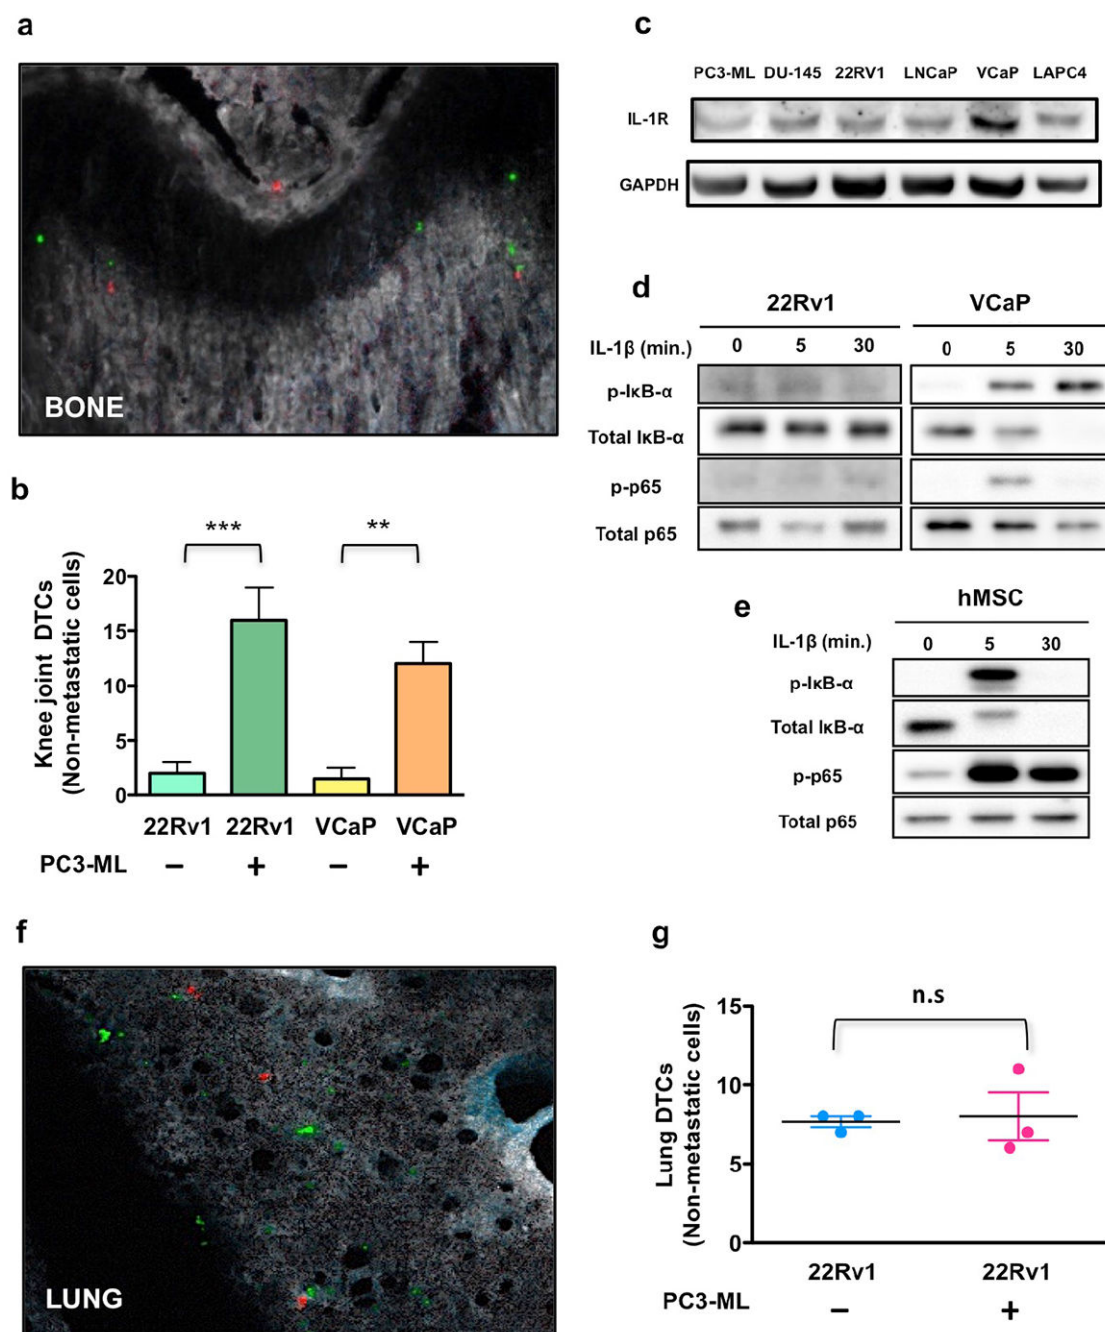 a
BONE
b
Knee joint DTCs
(Non-metastatic cells)
*** **
20
15
10
5
0
22Rv1 22Rv1 VCaP VCaP
PC3-ML − + − +
c
PC3-ML DU-145 22RV1 LNCaP VCaP LAPC4
IL-1R
GAPDH
d
22Rv1 VCaP
IL-1β (min.) 0 5 30 0 5 30
p-IκB-α
Total IκB-α
p-p65
Total p65
e
hMSC
IL-1β (min.) 0 5 30
p-IκB-α
Total IκB-α
p-p65
Total p65
f
LUNG
g
Lung DTCs
(Non-metastatic cells)
n.s
15
10
5
0
22Rv1 22Rv1
PC3-ML − +